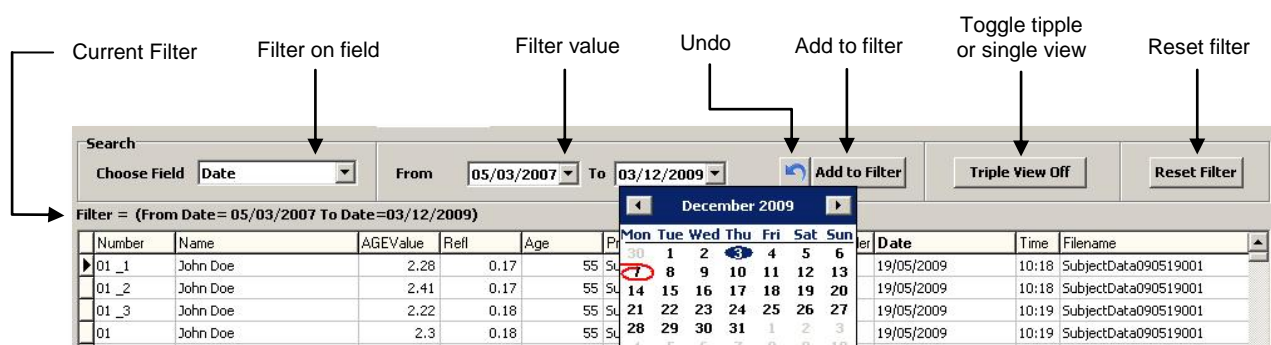 Toggle tipple
or single view
Current Filter Filter on field Filter value Undo Add to filter Reset filter
Search
Choose Field Date From 05/03/2007 To 03/12/2009 Add to Filter Triple View Off Reset Filter
Filter = (From Date= 05/03/2007 To Date=03/12/2009)
December 2009
Mon Tue Wed Thu Fri Sat Sun
30 1 2 3 4 5 6
7 8 9 10 11 12 13
14 15 16 17 18 19 20
21 22 23 24 25 26 27
28 29 30 31 1 2 3
4 5 6 7 8 9 10
Number Name AGEValue Refl Age Date Time Filename
01 _1 John Doe 2.28 0.17 55 19/05/2009 10:18 SubjectData090519001
01 _2 John Doe 2.41 0.17 55 19/05/2009 10:18 SubjectData090519001
01 _3 John Doe 2.22 0.18 55 19/05/2009 10:19 SubjectData090519001
01 John Doe 2.3 0.18 55 19/05/2009 10:19 SubjectData090519001